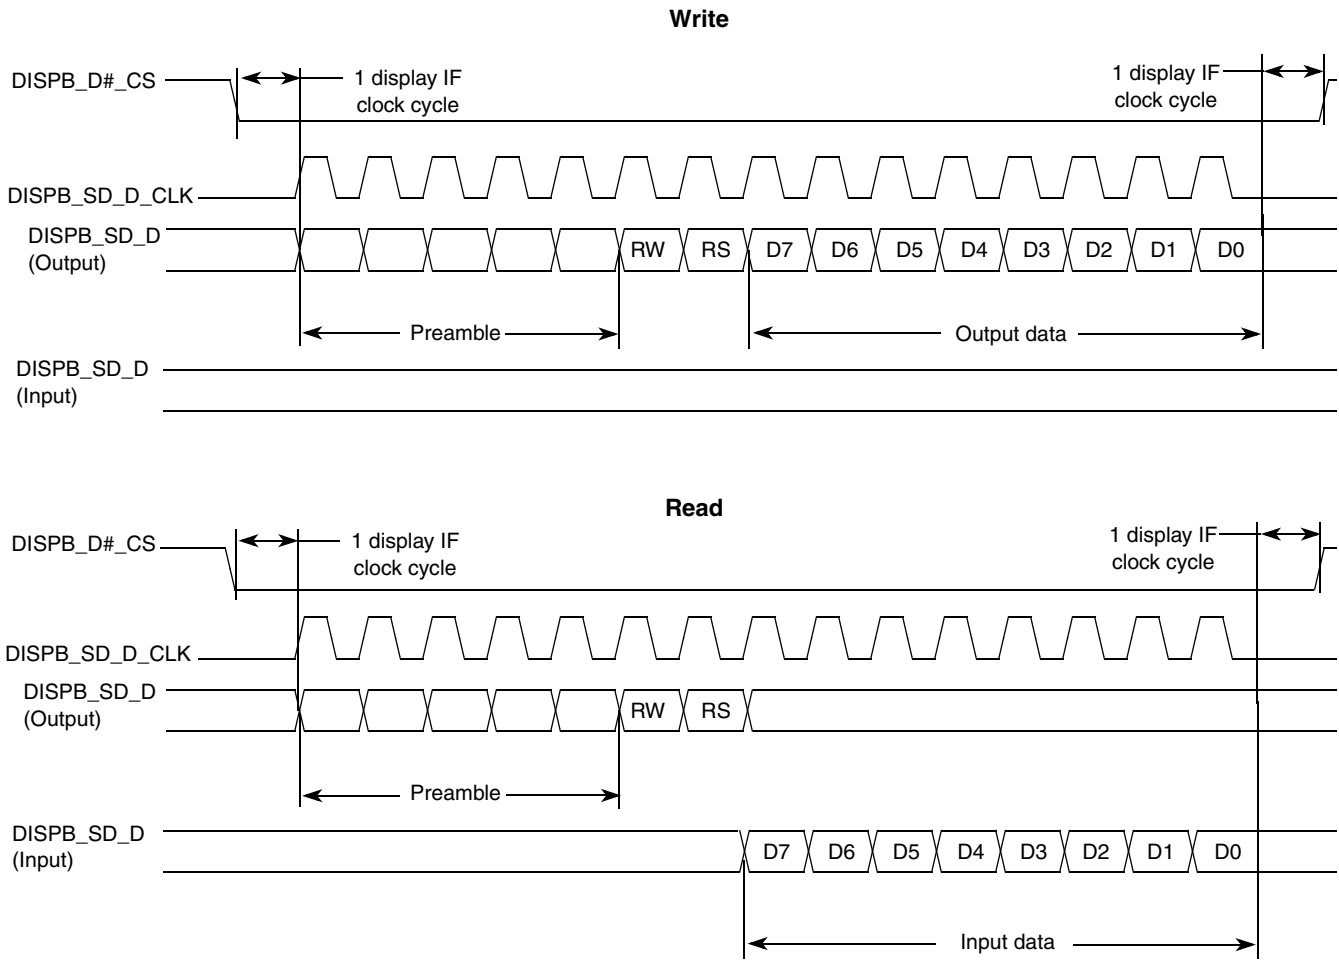 Write
DISPB_D#_CS
1 display IF
clock cycle
1 display IF
clock cycle
DISPB_SD_D_CLK
DISPB_SD_D
(Output)
RW RS D7 D6 D5 D4 D3 D2 D1 D0
Preamble
Output data
DISPB_SD_D
(Input)
Read
DISPB_D#_CS
1 display IF
clock cycle
1 display IF
clock cycle
DISPB_SD_D_CLK
DISPB_SD_D
(Output)
RW RS
Preamble
DISPB_SD_D
(Input)
D7 D6 D5 D4 D3 D2 D1 D0
Input data